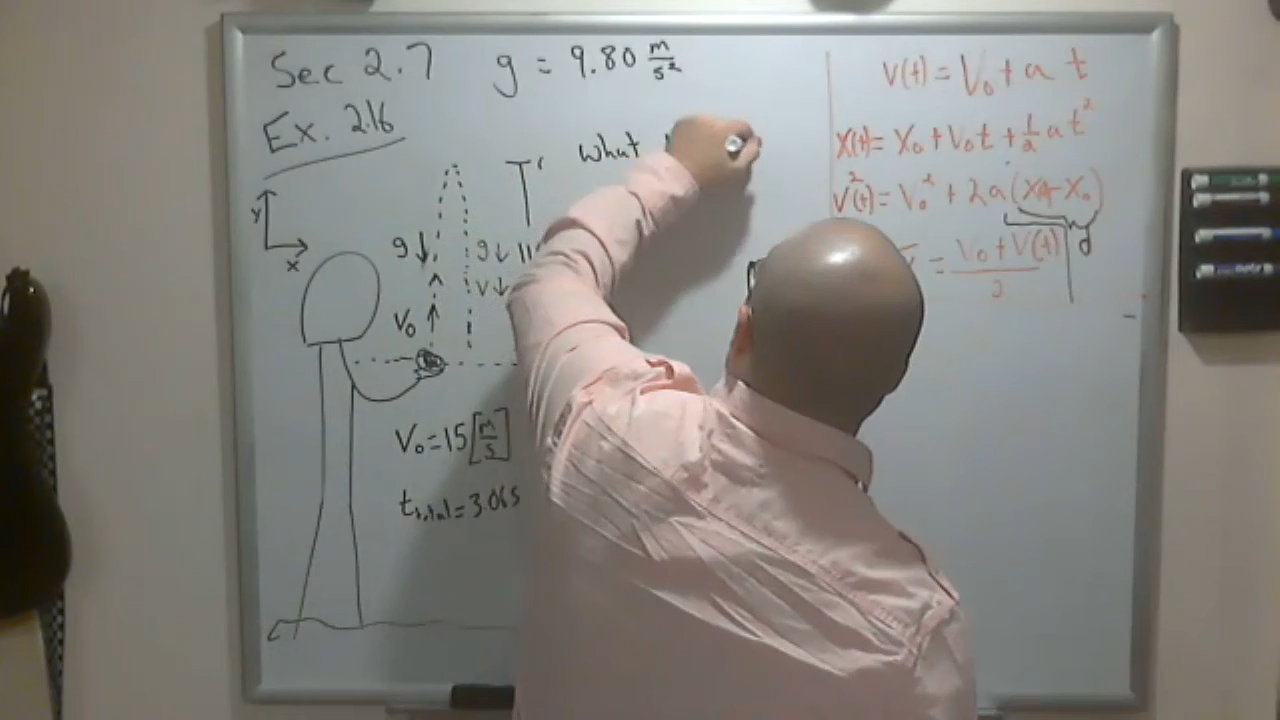 Sec 2.7
g = 9.80 m/s²
Ex. 2.16
What
y
x
g↓
g↓
v↓
V₀ ↑
V₀ = 15 [m/s]
t total = 3.06 s
V(t) = V₀ + a t
X(t) = X₀ + V₀t + 1/2 a t²
V²(t) = V₀² + 2a (X(t) - X₀)
d
= V₀ + V(t) / 2